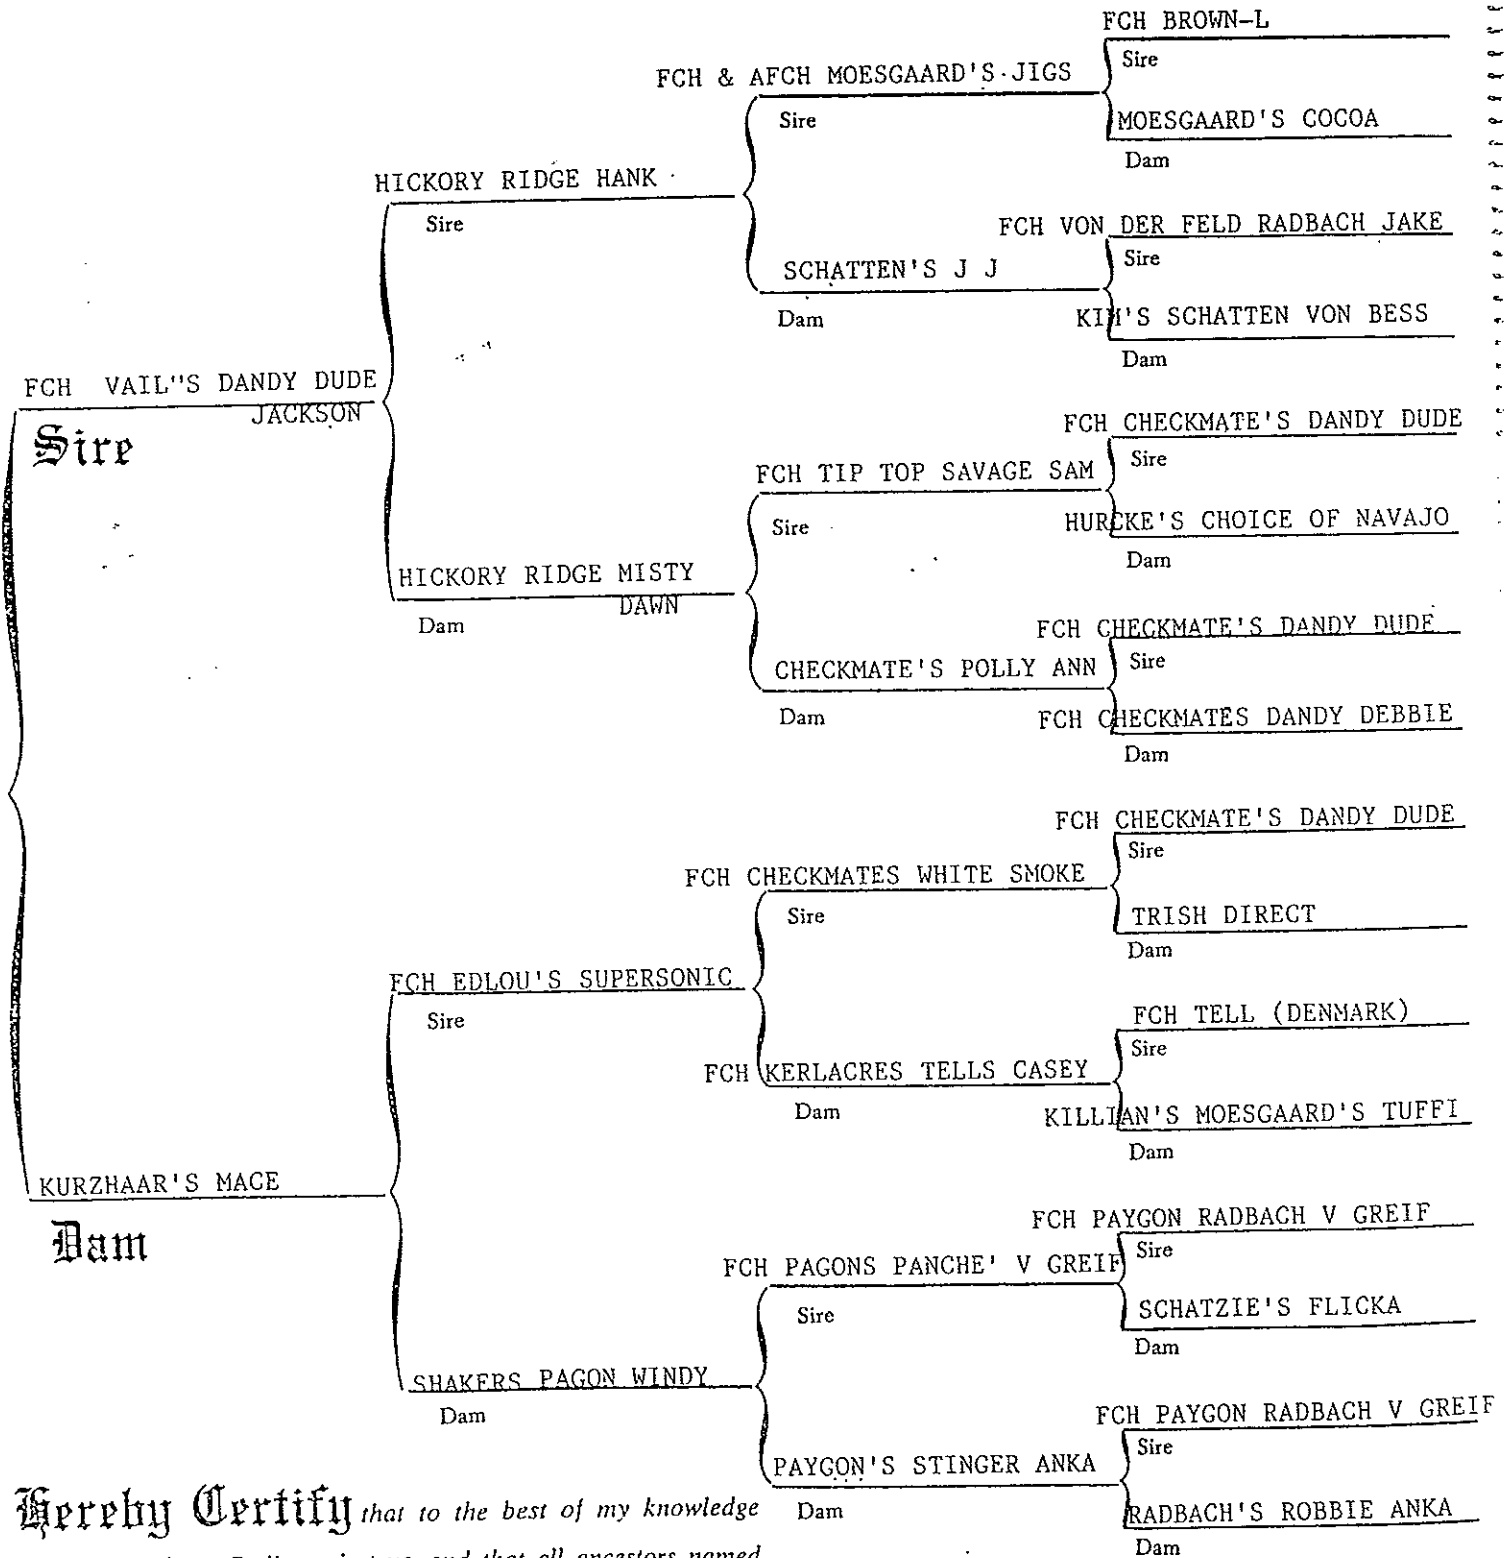 FCH BROWN-L
Sire
FCH & AFCH MOESGAARD'S JIGS
Sire
MOESGAARD'S COCOA
Dam
HICKORY RIDGE HANK
Sire
FCH VON DER FELD RADBACH JAKE
Sire
SCHATTEN'S J J
Dam
KIM'S SCHATTEN VON BESS
Dam
FCH VAIL"S DANDY DUDE
JACKSON
Sire
FCH CHECKMATE'S DANDY DUDE
Sire
FCH TIP TOP SAVAGE SAM
Sire
HURCKE'S CHOICE OF NAVAJO
Dam
HICKORY RIDGE MISTY
DAWN
Dam
FCH CHECKMATE'S DANDY DUDE
Sire
CHECKMATE'S POLLY ANN
Dam
FCH CHECKMATES DANDY DEBBIE
Dam
FCH CHECKMATE'S DANDY DUDE
Sire
FCH CHECKMATES WHITE SMOKE
Sire
TRISH DIRECT
Dam
FCH EDLOU'S SUPERSONIC
Sire
FCH TELL (DENMARK)
Sire
FCH KERLACRES TELLS CASEY
Dam
KILLIAN'S MOESGAARD'S TUFFI
Dam
KURZHAAR'S MACE
Dam
FCH PAYGON RADBACH V GREIF
Sire
FCH PAGONS PANCHE' V GREIF
Sire
SCHATZIE'S FLICKA
Dam
SHAKERS PAGON WINDY
Dam
FCH PAYGON RADBACH V GREIF
Sire
PAYGON'S STINGER ANKA
Dam
RADBACH'S ROBBIE ANKA
Dam
Hereby Certify that to the best of my knowledge
and that all ancestors named